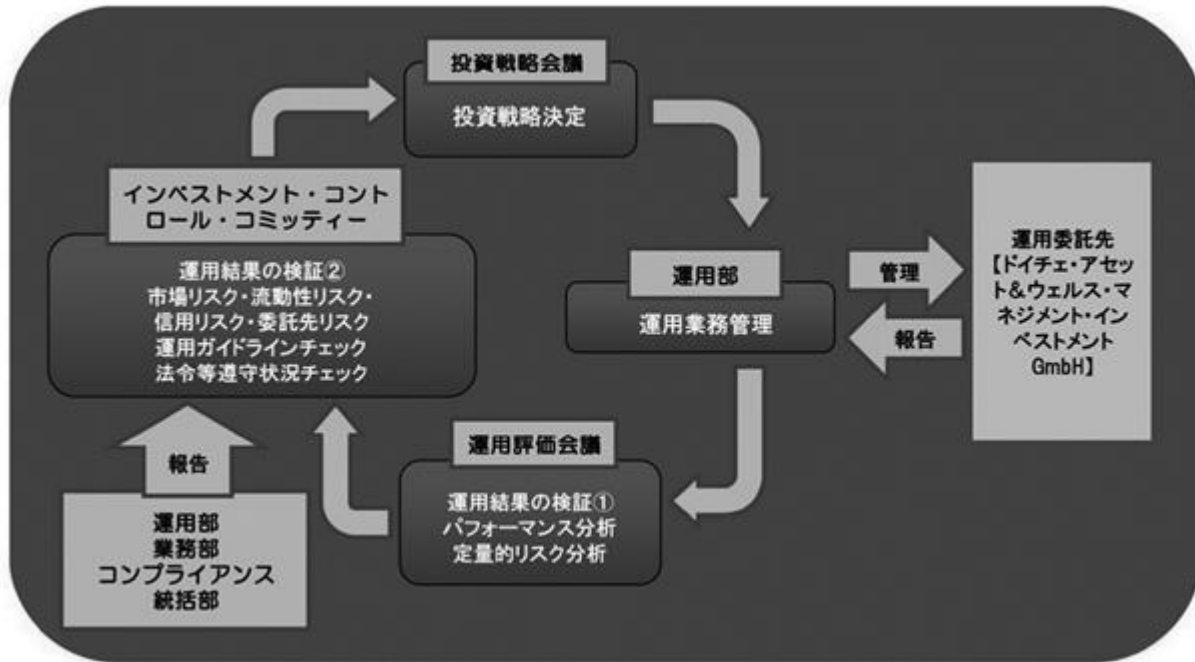 投資戦略会議
投資戦略決定
インベストメント・コント
ロール・コミッティー
運用結果の検証②
市場リスク・流動性リスク・
信用リスク・委託先リスク
運用ガイドラインチェック
法令等遵守状況チェック
運用部
運用業務管理
管理
報告
運用委託先
【ドイチェ・アセッ
ト&ウェルス・マ
ネジメント・イン
ベストメント
GmbH】
運用評価会議
運用結果の検証①
パフォーマンス分析
定量的リスク分析
報告
運用部
業務部
コンプライアンス
統括部